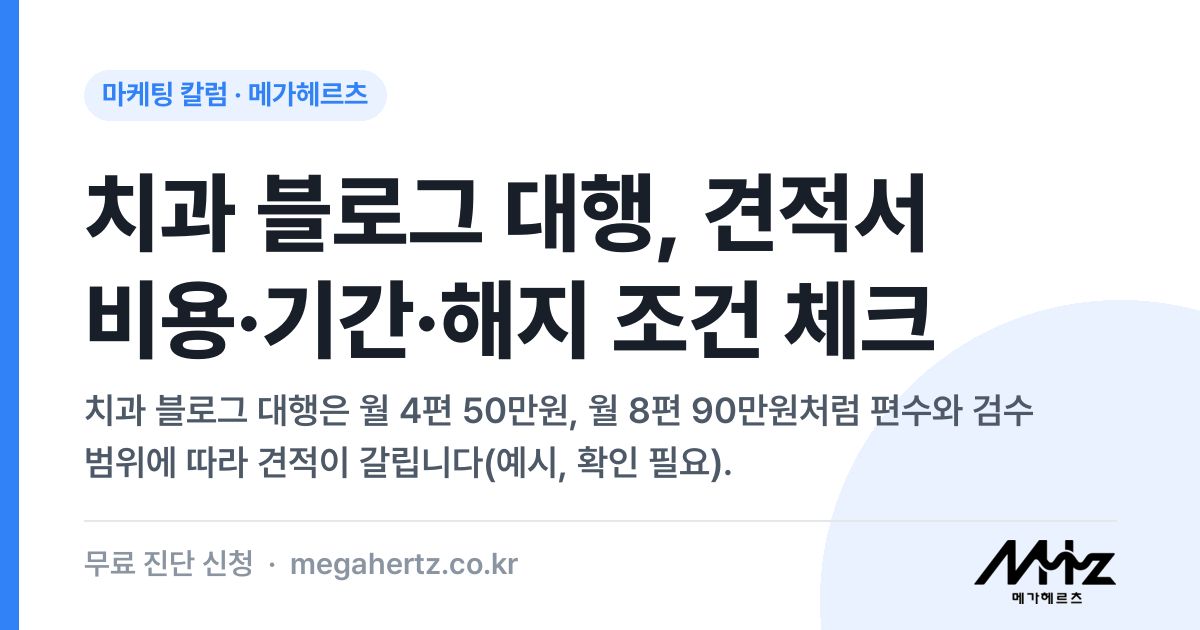 마케팅 칼럼 · 메가헤르츠
치과 블로그 대행, 견적서
비용·기간·해지 조건 체크
치과 블로그 대행은 월 4편 50만원, 월 8편 90만원처럼 편수와 검수
범위에 따라 견적이 갈립니다(예시, 확인 필요).
무료 진단 신청 · megahertz.co.kr
MHz
메가헤르츠